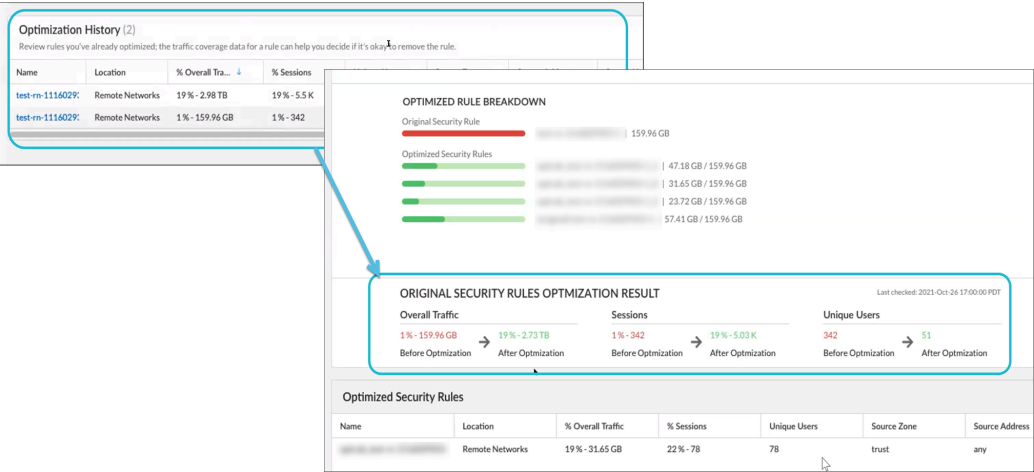 Optimization History (2)
Review rules you've already optimized; the traffic coverage data for a rule can help you decide if it's okay to remove the rule.
Name Location % Overall Tra... ↓ % Sessions
test-rn-1116029: Remote Networks 19 % - 2.98 TB 19 % - 5.5 K
test-rn-1116029: Remote Networks 1 % - 159.96 GB 1 % - 342
OPTIMIZED RULE BREAKDOWN
Original Security Rule
| 159.96 GB
Optimized Security Rules
| 47.18 GB / 159.96 GB
| 31.65 GB / 159.96 GB
| 23.72 GB / 159.96 GB
57.41 GB / 159.96 GB
ORIGINAL SECURITY RULES OPTMIZATION RESULT
Last checked: 2021-Oct-26 17:00:00 PDT
Overall Traffic Sessions Unique Users
1 % - 159.96 GB → 19 % - 2.73 TB 1 % - 342 → 19 % - 5.03 K 342 → 51
Before Optmization After Optmization Before Optmization After Optmization Before Optmization After Optmization
Optimized Security Rules
Name Location % Overall Traffic % Sessions Unique Users Source Zone Source Address
Remote Networks 19 % - 31.65 GB 22 % - 78 78 trust any